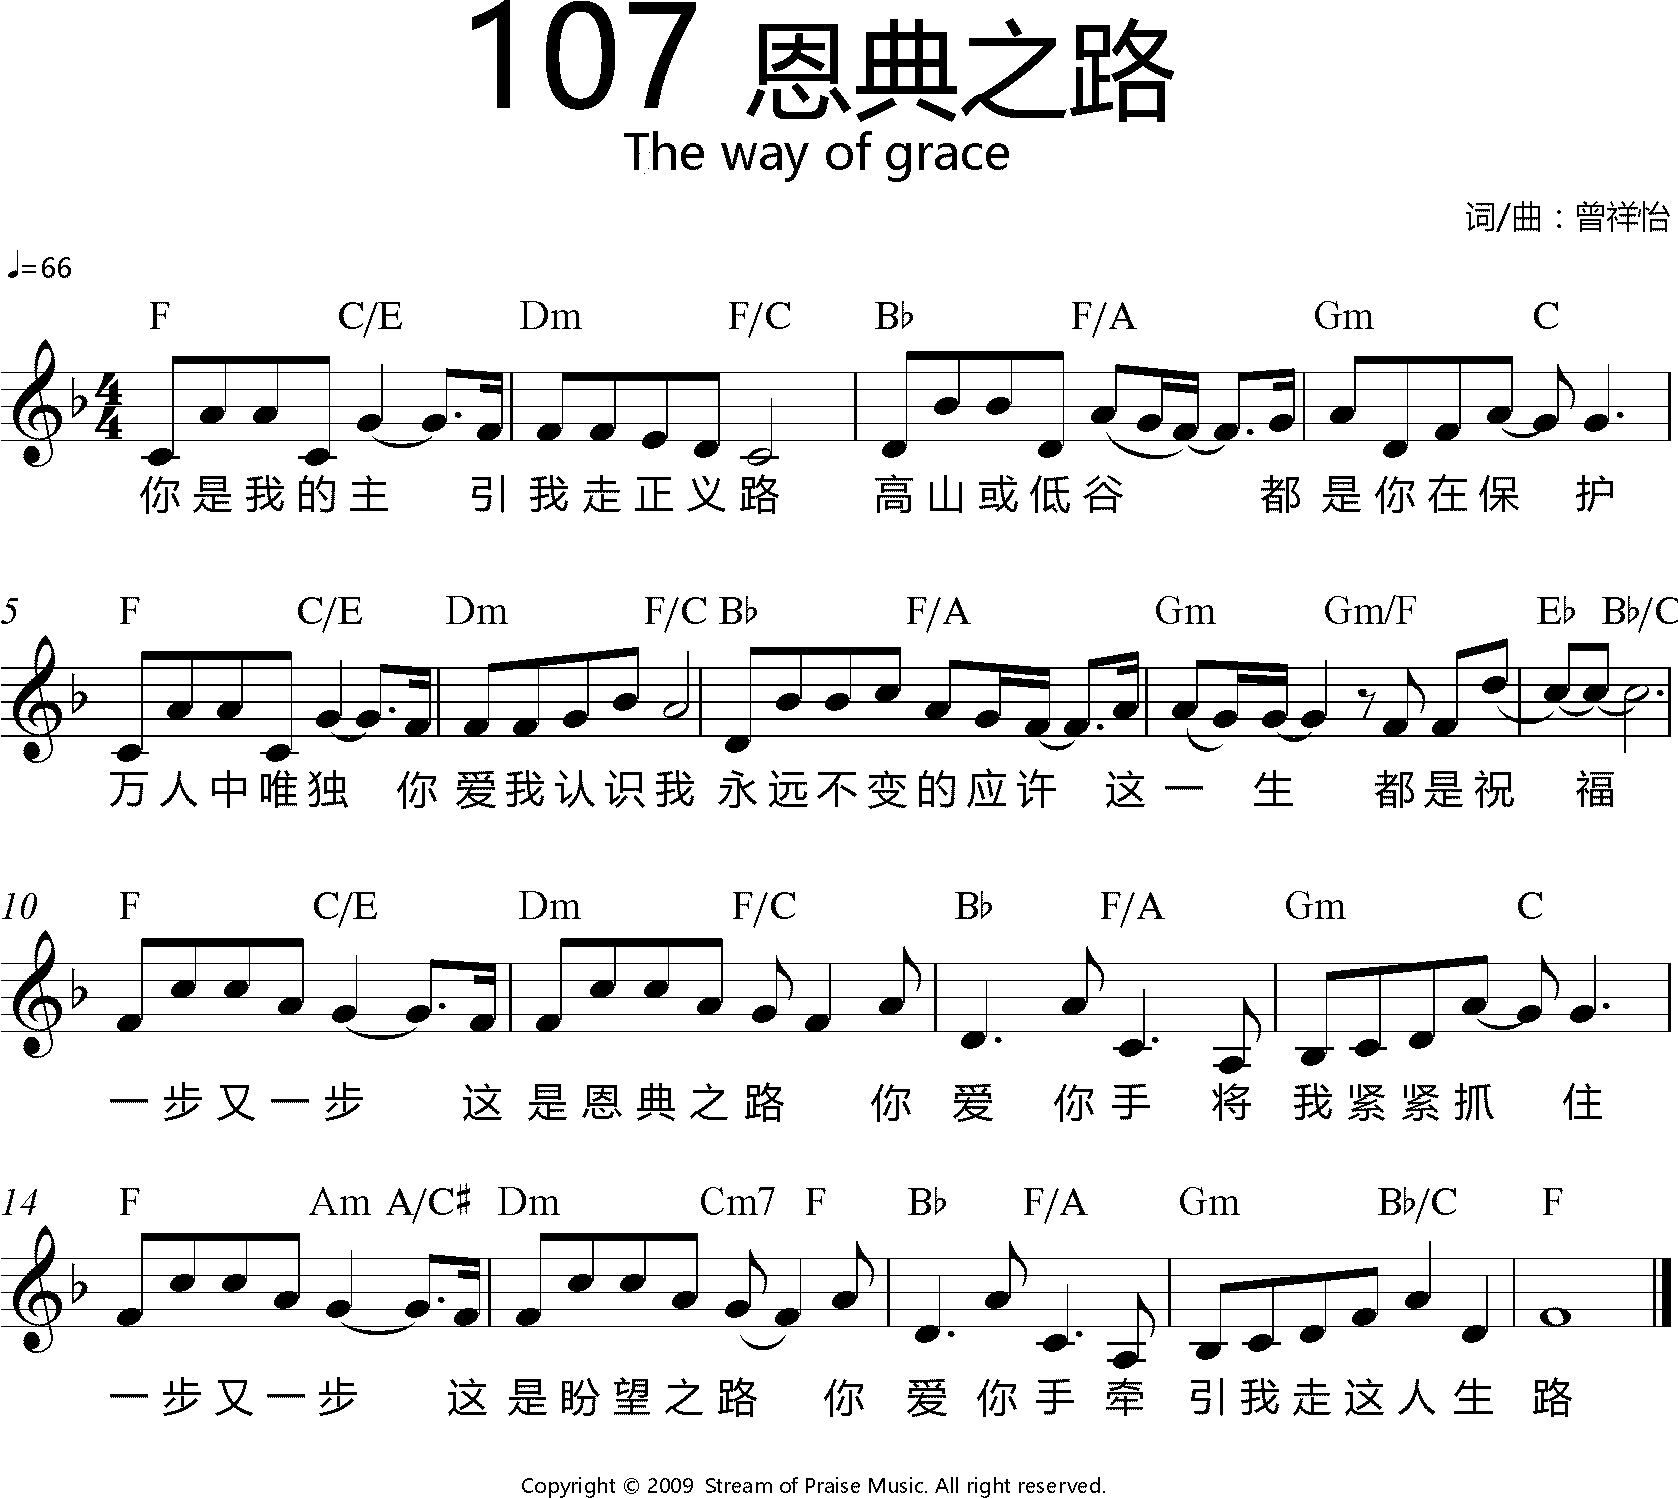 107 恩典之路
The way of grace
词/曲：曾祥怡
♩=66
F C/E Dm F/C B♭ F/A Gm C
4
4
你是我的主 引我走正义路 高山或低谷 都是你在保 护
5 F C/E Dm F/C B♭ F/A Gm Gm/F E♭ B♭/C
万人中唯独 你爱我认识我 永远不变的应许 这一 生 都是祝 福
10 F C/E Dm F/C B♭ F/A Gm C
一步又一步 这是恩典之路 你爱 你手 将我紧紧抓 住
14 F Am A/C♯ Dm Cm7 F B♭ F/A Gm B♭/C F
一步又一步 这是盼望之路 你爱 你手 牵引我走这人生路
Copyright © 2009 Stream of Praise Music. All right reserved.